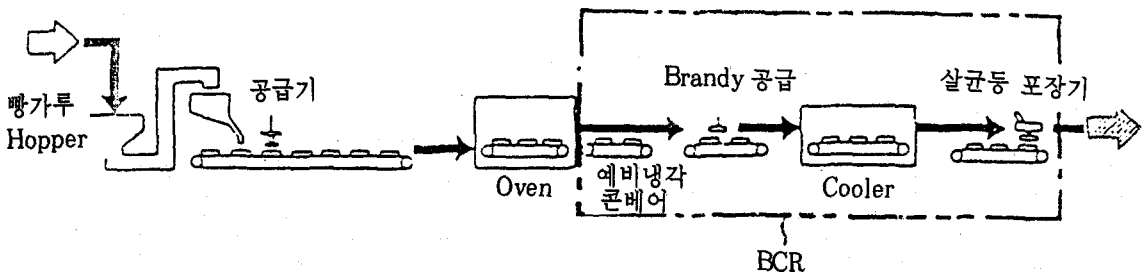 빵가루
Hopper
공급기
Oven
예비냉각
콘베어
Brandy 공급
Cooler
살균등 포장기
BCR